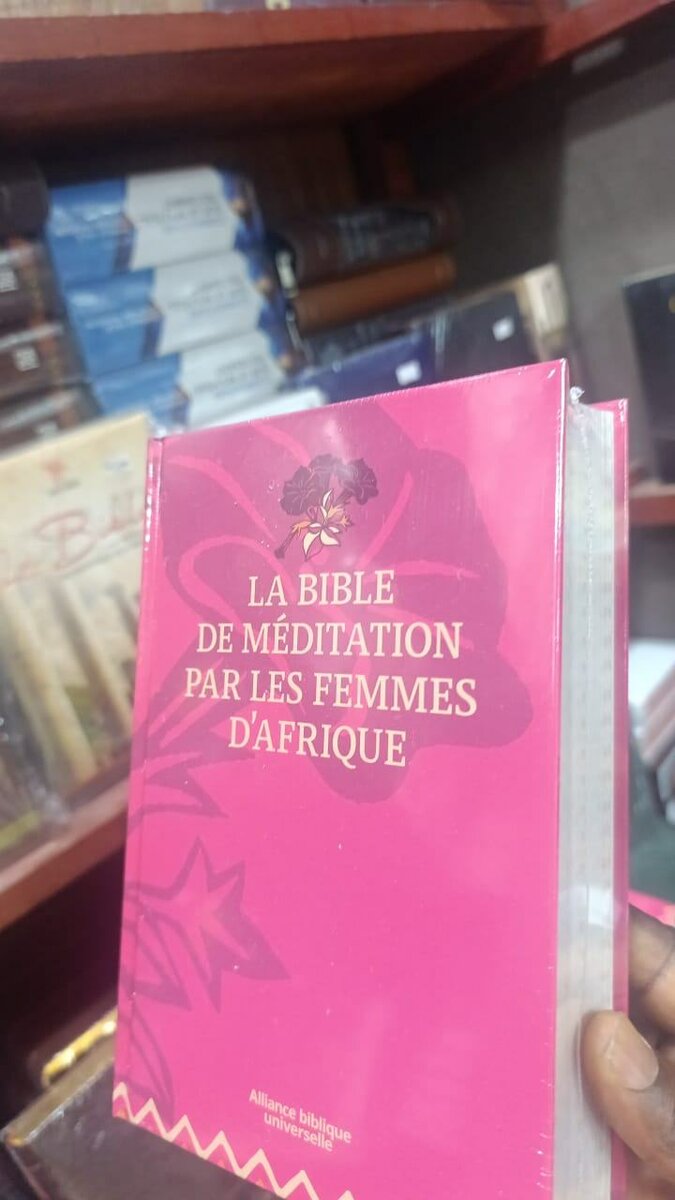 LA BIBLE
DE MÉDITATION
PAR LES FEMMES
D'AFRIQUE
Alliance biblique
universelle